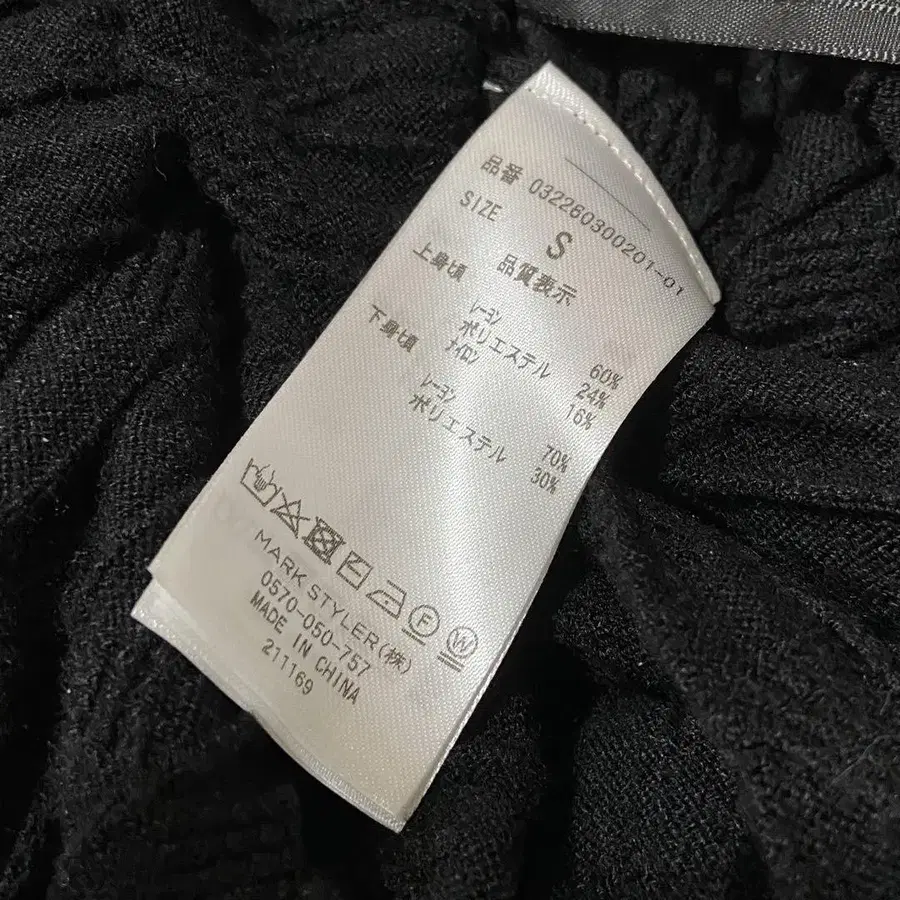 品番 032260300201-01
SIZE
S
品質表示
上身頃
レーヨン 60%
ポリエステル 24%
ナイロン 16%
下身頃
レーヨン 70%
ポリエステル 30%
F W
MARK STYLER(株)
0570-050-757
MADE IN CHINA
211169